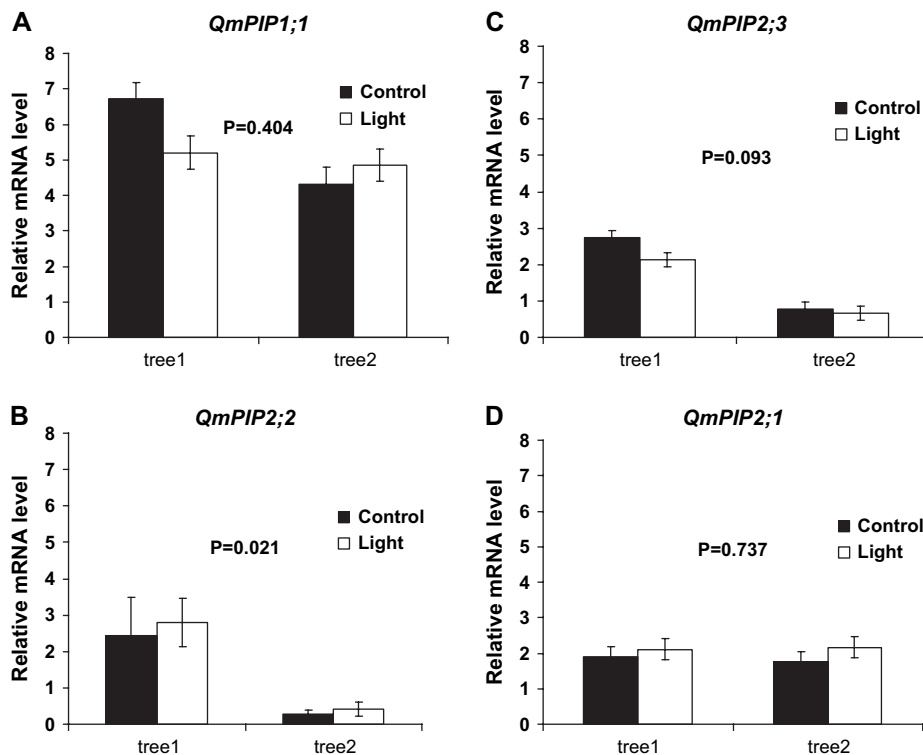 A
QmPIP1;1
Relative mRNA level
8
7
6
5
4
3
2
1
0
Control
Light
P=0.404
tree1 tree2
B
QmPIP2;2
Relative mRNA level
8
7
6
5
4
3
2
1
0
Control
Light
P=0.021
tree1 tree2
C
QmPIP2;3
Relative mRNA level
8
7
6
5
4
3
2
1
0
Control
Light
P=0.093
tree1 tree2
D
QmPIP2;1
Relative mRNA level
8
7
6
5
4
3
2
1
0
Control
Light
P=0.737
tree1 tree2